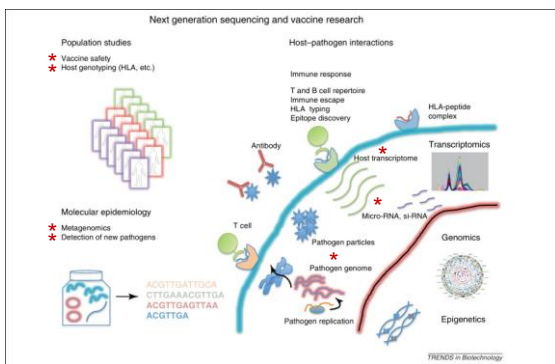 Next generation sequencing and vaccine research
Population studies
* Vaccine safety
* Host genotyping (HLA, etc.)
Host–pathogen interactions
Immune response
T and B cell repertoire
Immune escape
HLA typing
Epitope discovery
HLA-peptide
complex
Antibody
* Host transcriptome
Transcriptomics
* Micro-RNA, si-RNA
Molecular epidemiology
* Metagenomics
* Detection of new pathogens
T cell
Pathogen particles
* Pathogen genome
Genomics
ACGTTGATTGCA
CTTGAAACGTTGA
ACGTTGAGTTAA
ACGTTGA
Pathogen replication
Epigenetics
TRENDS in Biotechnology